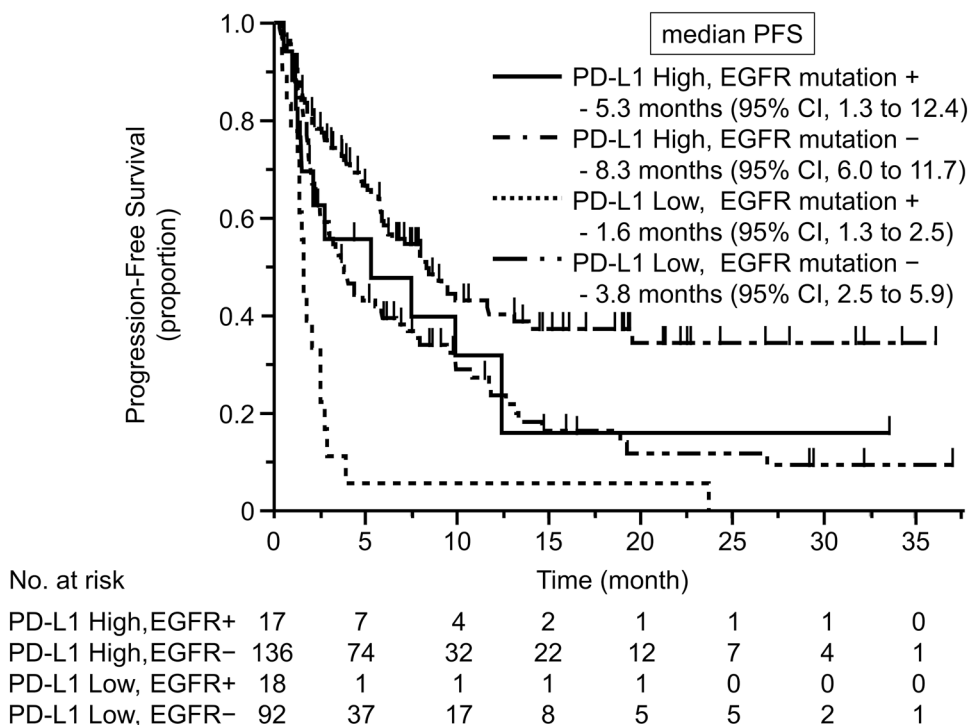 median PFS
PD-L1 High, EGFR mutation +
- 5.3 months (95% CI, 1.3 to 12.4)
PD-L1 High, EGFR mutation −
- 8.3 months (95% CI, 6.0 to 11.7)
PD-L1 Low, EGFR mutation +
- 1.6 months (95% CI, 1.3 to 2.5)
PD-L1 Low, EGFR mutation −
- 3.8 months (95% CI, 2.5 to 5.9)
Progression-Free Survival
(proportion)
1.0
0.8
0.6
0.4
0.2
0
0 5 10 15 20 25 30 35
No. at risk
Time (month)
PD-L1 High,EGFR+ 17 7 4 2 1 1 1 0
PD-L1 High,EGFR− 136 74 32 22 12 7 4 1
PD-L1 Low, EGFR+ 18 1 1 1 1 0 0 0
PD-L1 Low, EGFR− 92 37 17 8 5 5 2 1